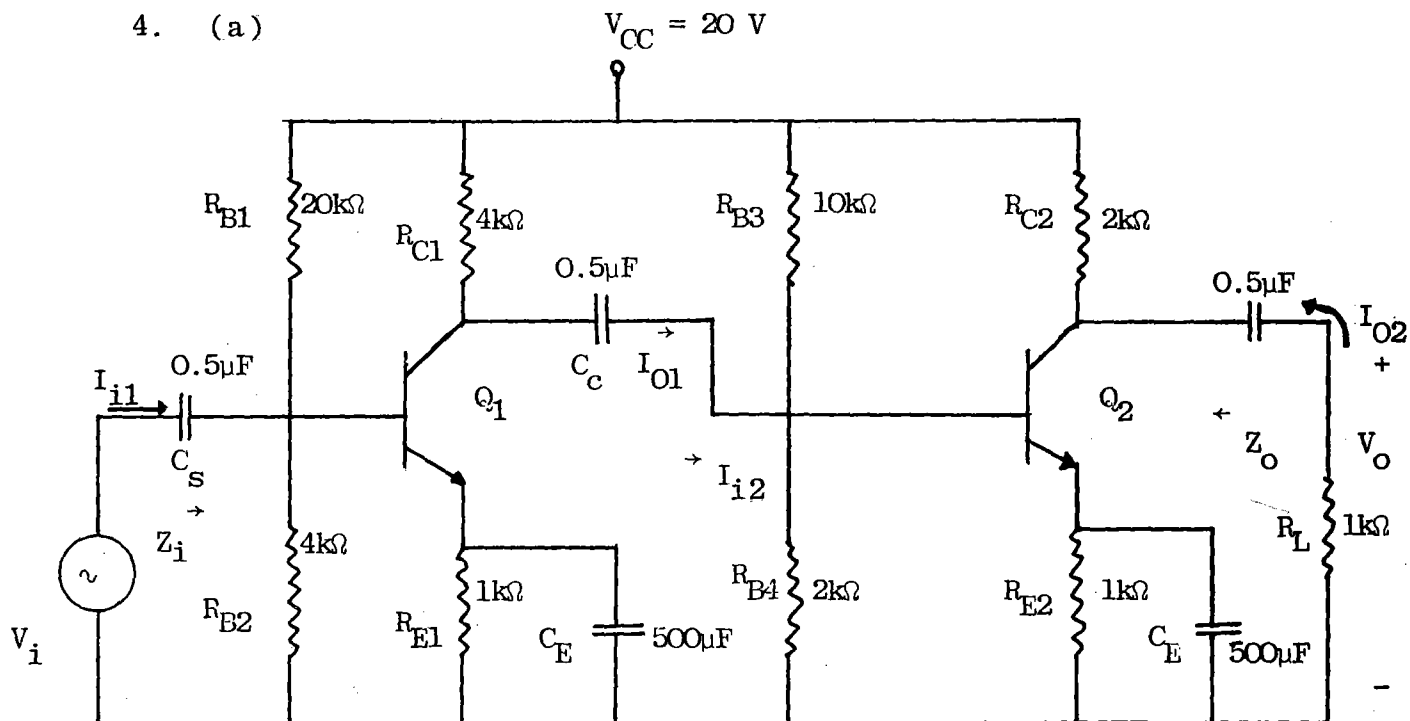 4. (a)
V_CC = 20 V
R_B1 20kΩ
R_C1 4kΩ
R_B3 10kΩ
R_C2 2kΩ
0.5μF
0.5μF
I_O2
+
0.5μF
I_i1
C_s
C_c
I_O1
Q_1
Q_2
Z_i
I_i2
Z_o
V_o
4kΩ
R_B2
R_E1 1kΩ
C_E 500μF
R_B4 2kΩ
R_E2 1kΩ
C_E 500μF
R_L 1kΩ
~
V_i
-